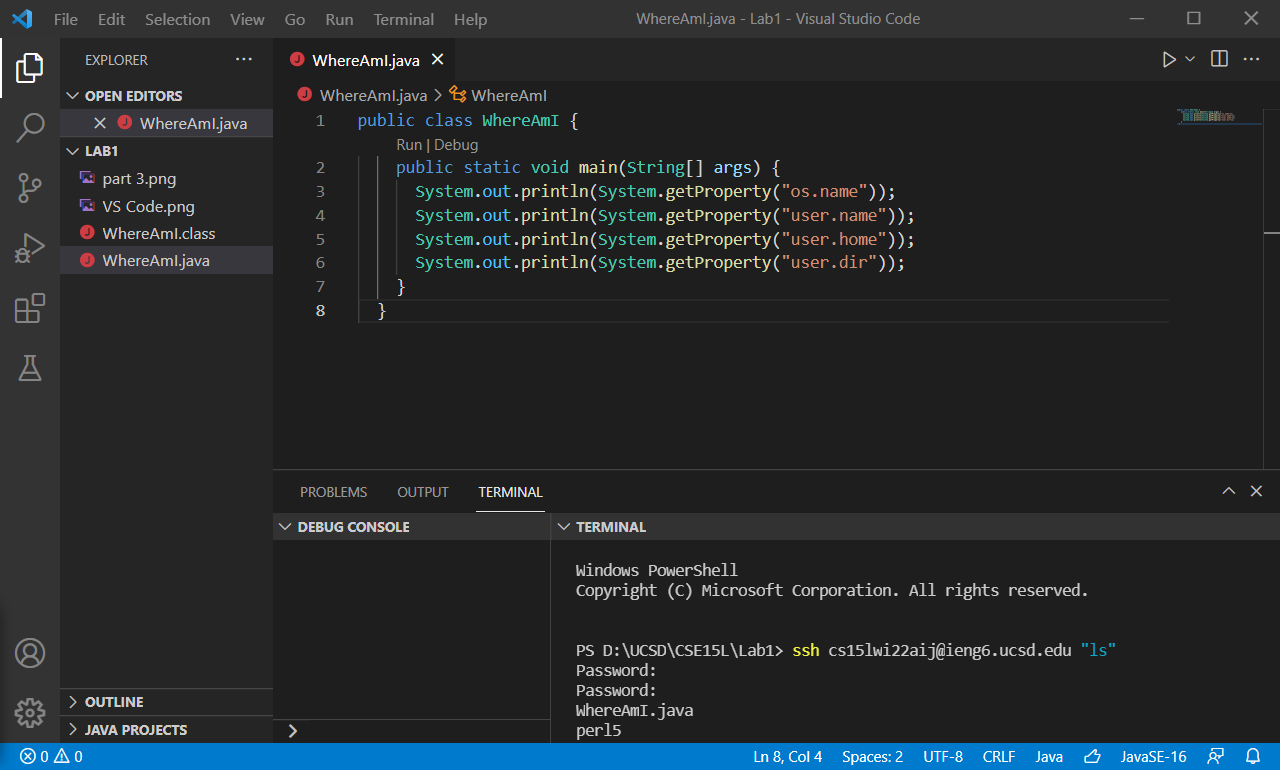 File Edit Selection View Go Run Terminal Help WhereAmI.java - Lab1 - Visual Studio Code
EXPLORER
OPEN EDITORS
WhereAmI.java
LAB1
part 3.png
VS Code.png
WhereAmI.class
WhereAmI.java
OUTLINE
JAVA PROJECTS
WhereAmI.java
WhereAmI.java > WhereAmI
1 public class WhereAmI {
Run | Debug
2 public static void main(String[] args) {
3 System.out.println(System.getProperty("os.name"));
4 System.out.println(System.getProperty("user.name"));
5 System.out.println(System.getProperty("user.home"));
6 System.out.println(System.getProperty("user.dir"));
7 }
8 }
PROBLEMS OUTPUT TERMINAL
DEBUG CONSOLE
TERMINAL
Windows PowerShell
Copyright (C) Microsoft Corporation. All rights reserved.
PS D:\UCSD\CSE15L\Lab1> ssh cs15lwi22aij@ieng6.ucsd.edu "ls"
Password:
Password:
WhereAmI.java
perl5
0 0 Ln 8, Col 4 Spaces: 2 UTF-8 CRLF Java JavaSE-16